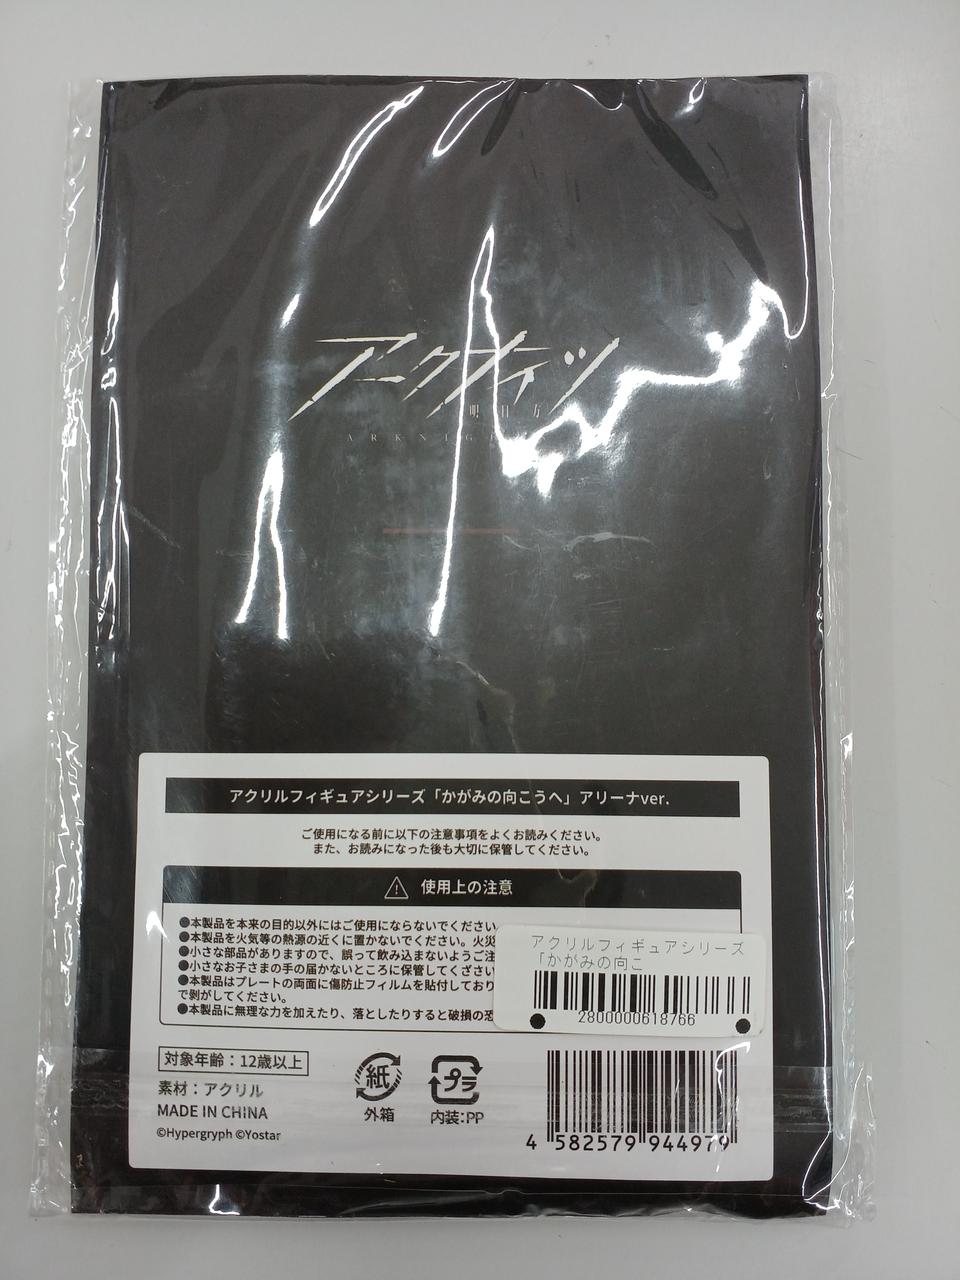 アークナイツ
明日方
ARKNIG
アクリルフィギュアシリーズ「かがみの向こうへ」アリーナver.
ご使用になる前に以下の注意事項をよくお読みください。
また、お読みになった後も大切に保管してください。
使用上の注意
●本製品を本来の目的以外にはご使用にならないでください
●本製品を火気等の熱源の近くに置かないでください。火災
●小さな部品がありますので、誤って飲み込まないようご注
●小さなお子さまの手の届かないところに保管してください
●本製品はプレートの両面に傷防止フィルムを貼付しており
で剥がしてください。
●本製品に無理な力を加えたり、落としたりすると破損の恐
アクリルフィギュアシリーズ
「かがみの向こ
2800000618766
対象年齢：12歳以上
素材：アクリル
MADE IN CHINA
©Hypergryph ©Yostar
紙
外箱
プラ
内装:PP
4 582579 944979